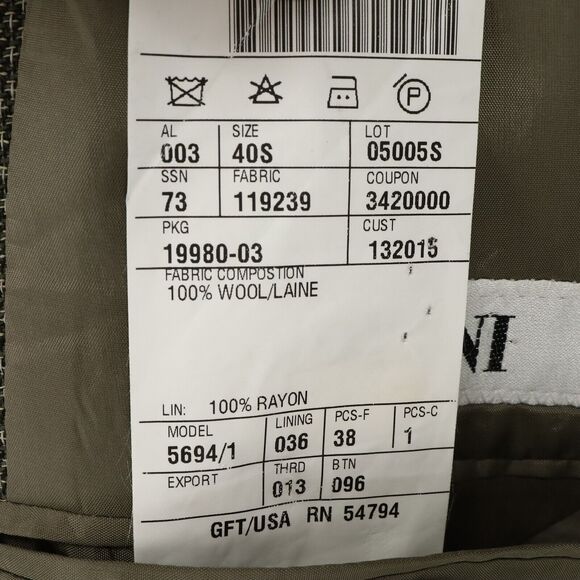 AL SIZE LOT
003 40S 05005S
SSN FABRIC COUPON
73 119239 3420000
PKG CUST
19980-03 132015
FABRIC COMPOSTION
100% WOOL/LAINE
NI
LIN: 100% RAYON
MODEL LINING PCS-F PCS-C
5694/1 036 38 1
EXPORT THRD BTN
013 096
GFT/USA RN 54794
P